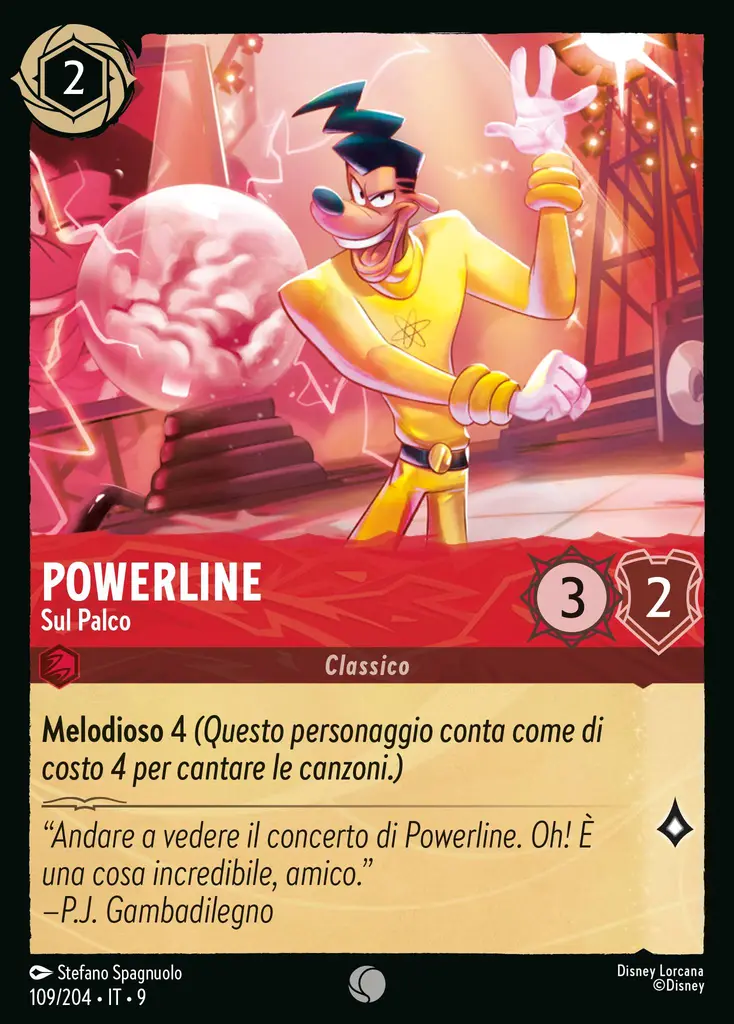 2
POWERLINE
Sul Palco
3
2
Classico
Melodioso 4 (Questo personaggio conta come di
costo 4 per cantare le canzoni.)
“Andare a vedere il concerto di Powerline. Oh! È
una cosa incredibile, amico.”
–P.J. Gambadilegno
Stefano Spagnuolo
109/204 • IT • 9
Disney Lorcana
©Disney